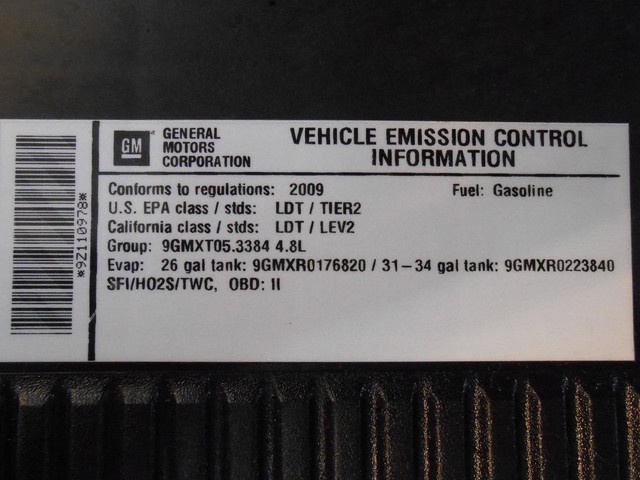 *9Z110978*
GM
GENERAL
MOTORS
CORPORATION
VEHICLE EMISSION CONTROL
INFORMATION
Conforms to regulations: 2009 Fuel: Gasoline
U.S. EPA class / stds: LDT / TIER2
California class / stds: LDT / LEV2
Group: 9GMXT05.3384 4.8L
Evap: 26 gal tank: 9GMXR0176820 / 31-34 gal tank: 9GMXR0223840
SFI/HO2S/TWC, OBD: II